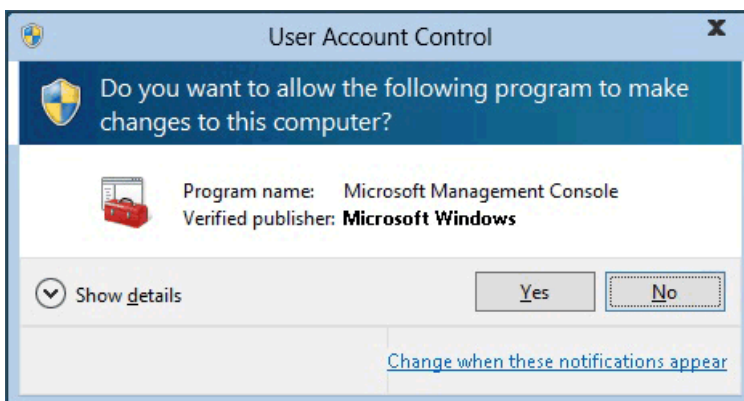 User Account Control
X
Do you want to allow the following program to make
changes to this computer?
Program name: Microsoft Management Console
Verified publisher: Microsoft Windows
Show details
Yes
No
Change when these notifications appear